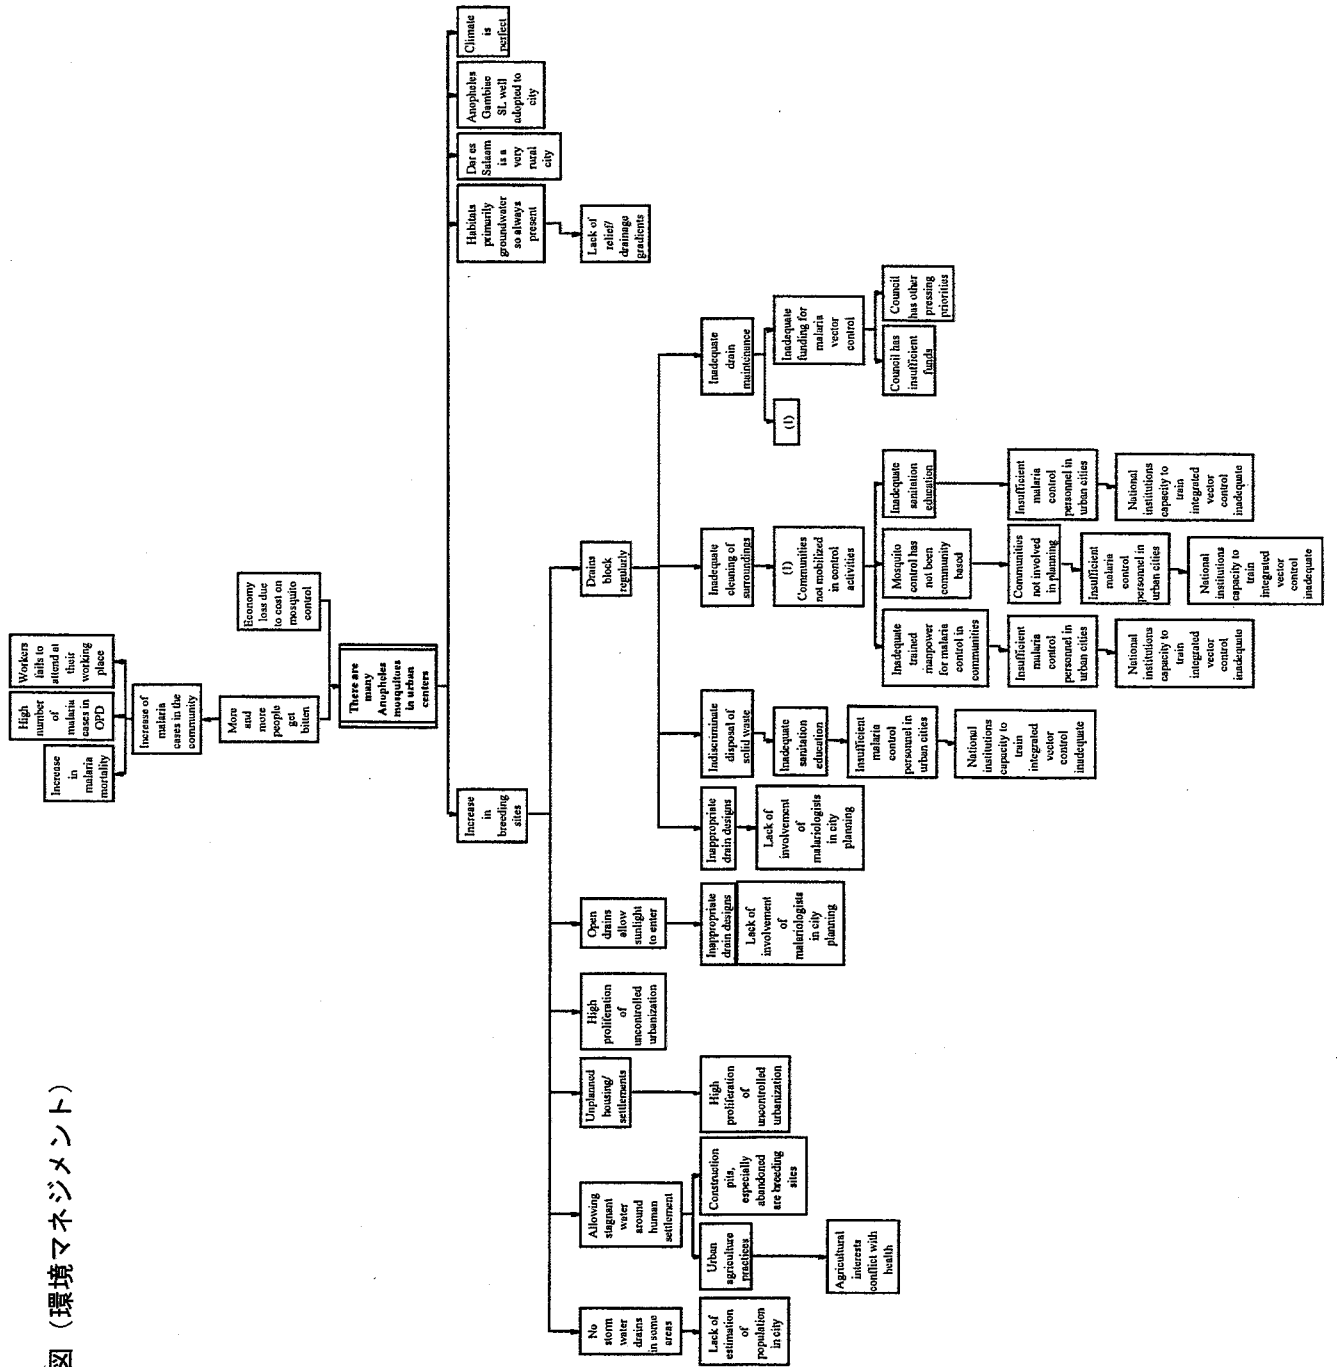 図（環境マネジメント）
Increase
in
malaria
mortality
High
number
of
malaria
cases in
OPD
Workers
fails to
attend at
their
working
place
Increase of
malaria
cases in the
community
More
and
more
people
get
bitten
Economy
loss due
to cost on
mosquito
control
There are
many
Anopheles
mosquitoes
in urban
centers
Increase
in
breeding
sites
Habitats
primarily
groundwater
so always
present
Dar es
Salaam
is a
very
rural
city
Anopheles
Gambiae
SL well
adopted to
city
Climate
is
perfect
Lack of
relief/
drainage
gradients
No
storm
water
drains
in some
areas
Allowing
stagnant
water
around
human
settlement
Unplanned
housing/
settlements
High
proliferation
of
uncontrolled
urbanization
Open
drains
allow
sunlight
to enter
Drains
block
regularly
Lack of
estimation
of
population
in city
Urban
agriculture
practices
Construction
pits,
especially
abandoned
are breeding
sites
High
proliferation
of
uncontrolled
urbanization
Inappropriate
drain designs
Inappropriate
drain designs
Indiscriminate
disposal of
solid waste
Inadequate
cleaning of
surroundings
Inadequate
drain
maintenance
Agricultural
interests
conflict with
health
Lack of
involvement
of
malariologists
in city
planning
Lack of
involvement
of
malariologists
in city
planning
Inadequate
sanitation
education
(1)
Communities
not mobilized
in control
activities
(1)
Inadequate
funding for
malaria
vector
control
Insufficient
malaria
control
personnel in
urban cities
Inadequate
trained
manpower
for malaria
control in
communities
Mosquito
control has
not been
community
based
Inadequate
sanitation
education
Council has
insufficient
funds
Council
has other
pressing
priorities
National
institutions
capacity to
train
integrated
vector
control
inadequate
Insufficient
malaria
control
personnel in
urban cities
Communities
not involved
in planning
Insufficient
malaria
control
personnel in
urban cities
National
institutions
capacity to
train
integrated
vector
control
inadequate
Insufficient
malaria
control
personnel in
urban cities
National
institutions
capacity to
train
integrated
vector
control
inadequate
National
institutions
capacity to
train
integrated
vector
control
inadequate